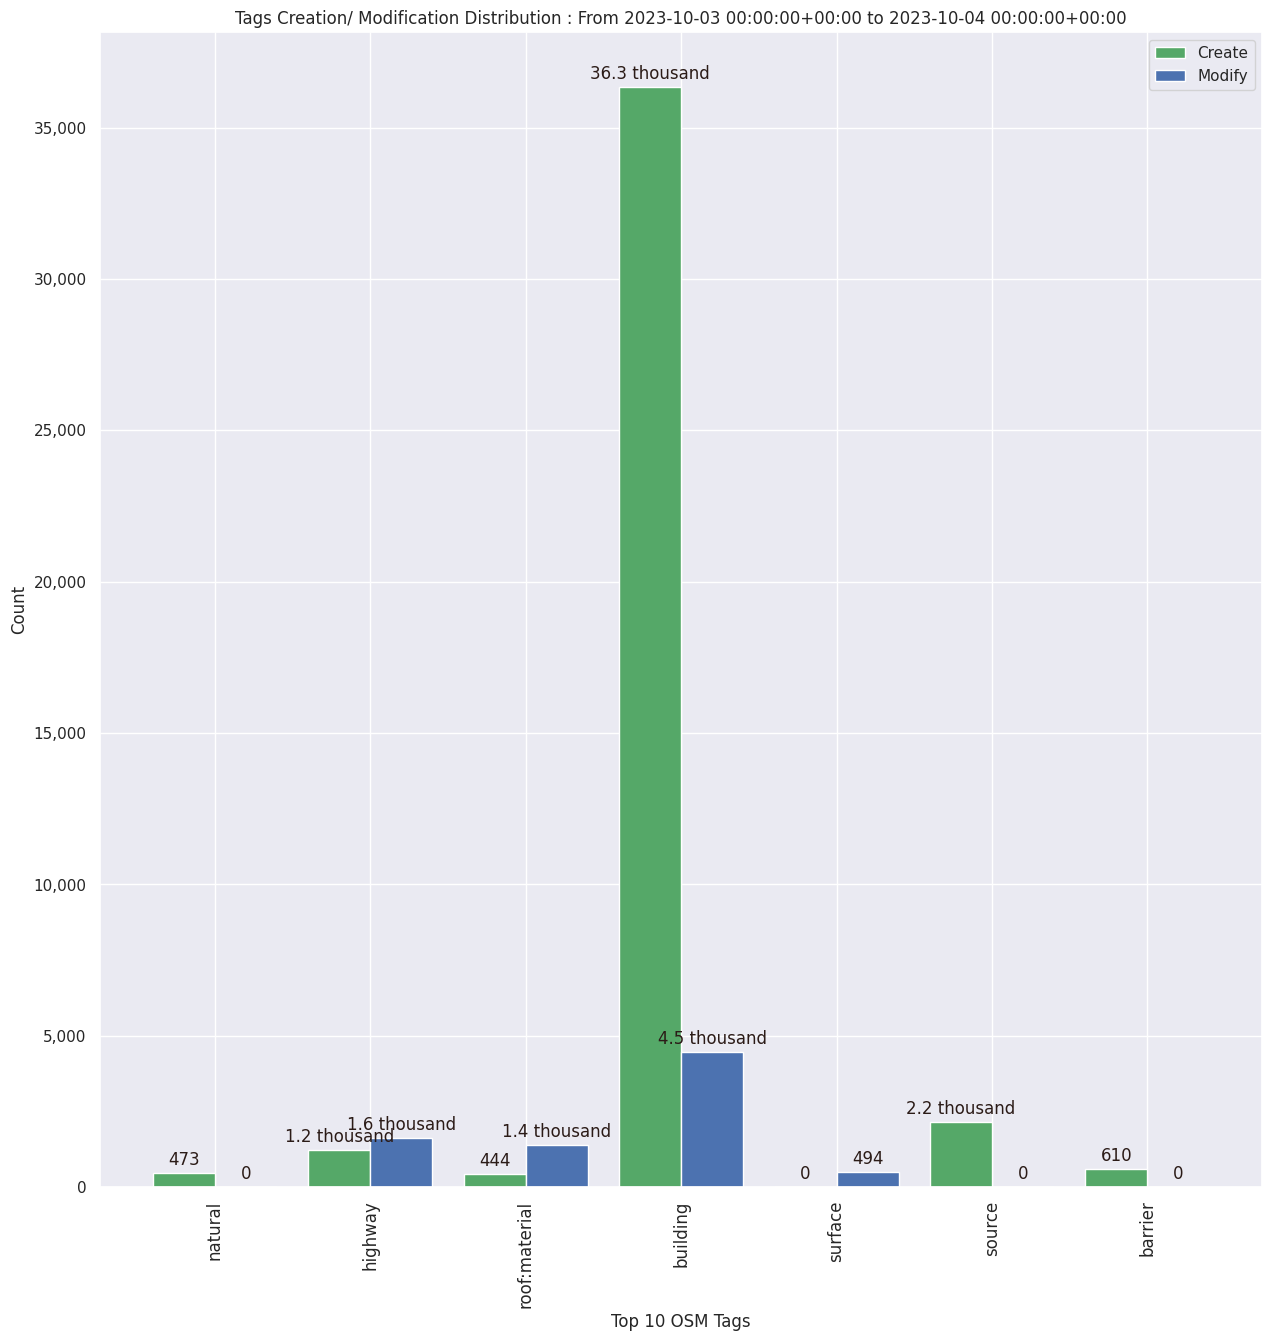 Tags Creation/ Modification Distribution : From 2023-10-03 00:00:00+00:00 to 2023-10-04 00:00:00+00:00
Create
Modify
36.3 thousand
35,000
30,000
25,000
20,000
15,000
10,000
5,000
0
Count
4.5 thousand
2.2 thousand
1.6 thousand
1.2 thousand
1.4 thousand
473
0
444
0
494
0
610
0
natural
highway
roof:material
building
surface
source
barrier
Top 10 OSM Tags